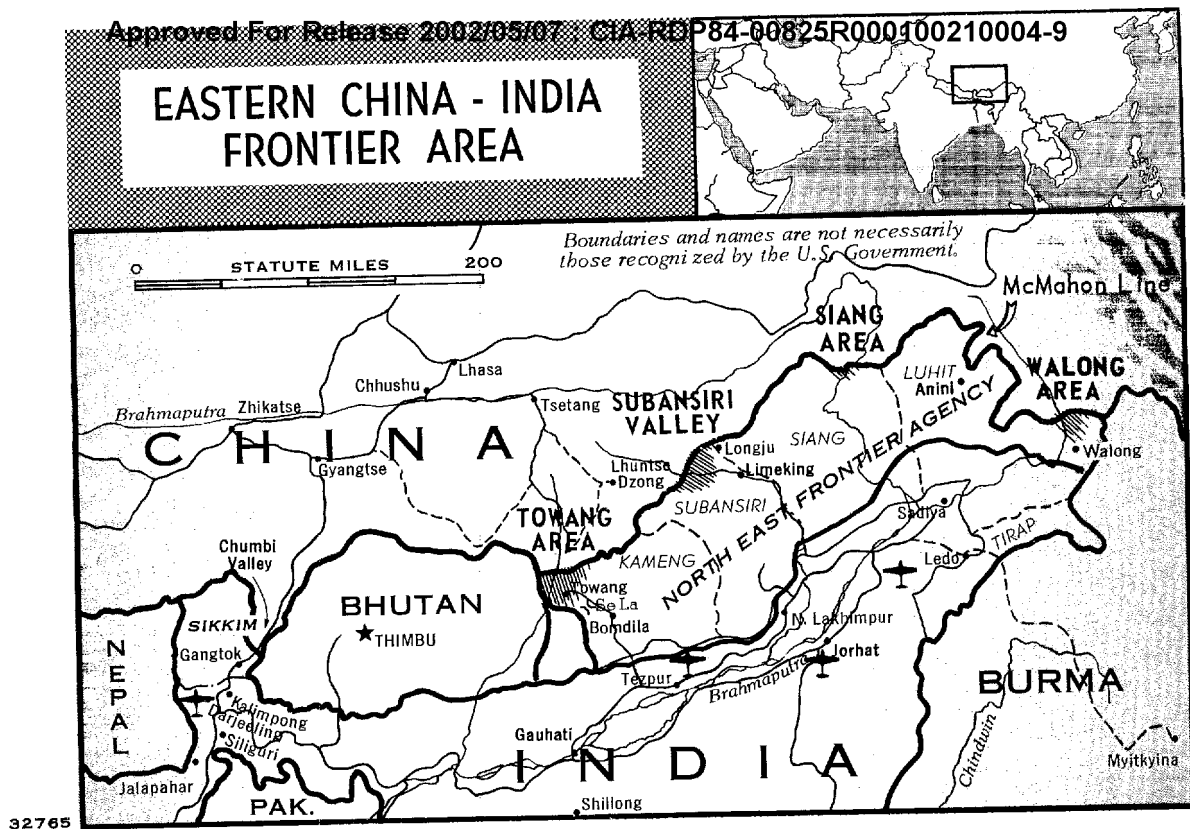 Approved For Release 2002/05/07 : CIA-RDP84-00825R000100210004-9
EASTERN CHINA - INDIA
FRONTIER AREA
Boundaries and names are not necessarily
those recogni zed by the U.S. Government.
0 STATUTE MILES 200
McMahon Line
SIANG
AREA
LUHIT
Anini
WALONG
AREA
Lhasa
Chhushu
Brahmaputra
Zhikatse
Tsetang
SUBANSIRI
VALLEY
CHINA
Gyangtse
Longju
SIANG
Walong
Lhuntse
Dzong
Limeking
NORTH EAST FRONTIER AGENCY
SUBANSIRI
Sadiya
TOWANG
AREA
TIRAP
Chumbi
Valley
KAMENG
Ledo
Towang
Se La
BHUTAN
THIMBU
Bomdila
N. Lakhimpur
SIKKIM
Gangtok
NEPAL
Jorhat
Tezpur
Brahmaputra
BURMA
Kalimpong
Darjeeling
Siliguri
Gauhati
INDIA
Chindwin
Myitkyina
Jalapahar
PAK.
Shillong
32765